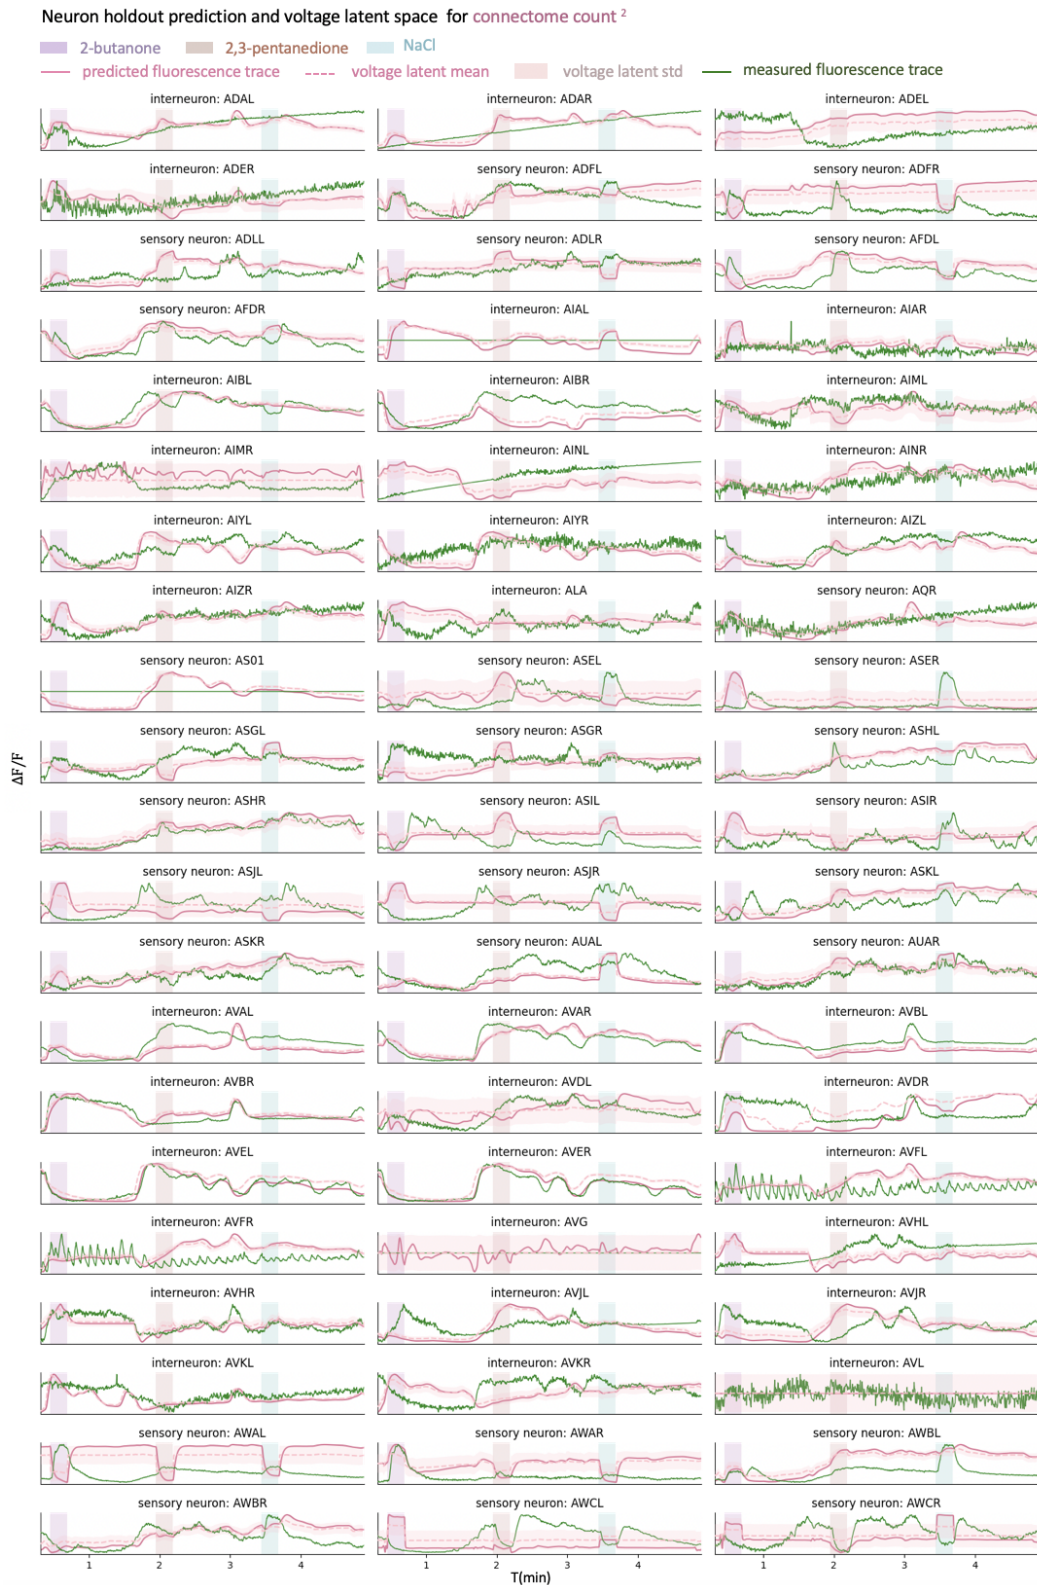 Neuron holdout prediction and voltage latent space for connectome count ²
2-butanone 2,3-pentanedione NaCl
predicted fluorescence trace voltage latent mean voltage latent std measured fluorescence trace
interneuron: ADAL interneuron: ADAR interneuron: ADEL
interneuron: ADER sensory neuron: ADFL sensory neuron: ADFR
sensory neuron: ADLL sensory neuron: ADLR sensory neuron: AFDL
sensory neuron: AFDR interneuron: AIAL interneuron: AIAR
interneuron: AIBL interneuron: AIBR interneuron: AIML
interneuron: AIMR interneuron: AINL interneuron: AINR
interneuron: AIYL interneuron: AIYR interneuron: AIZL
interneuron: AIZR interneuron: ALA sensory neuron: AQR
sensory neuron: AS01 sensory neuron: ASEL sensory neuron: ASER
sensory neuron: ASGL sensory neuron: ASGR sensory neuron: ASHL
ΔF/F
sensory neuron: ASHR sensory neuron: ASIL sensory neuron: ASIR
sensory neuron: ASJL sensory neuron: ASJR sensory neuron: ASKL
sensory neuron: ASKR sensory neuron: AUAL sensory neuron: AUAR
interneuron: AVAL interneuron: AVAR interneuron: AVBL
interneuron: AVBR interneuron: AVDL interneuron: AVDR
interneuron: AVEL interneuron: AVER interneuron: AVFL
interneuron: AVFR interneuron: AVG interneuron: AVHL
interneuron: AVHR interneuron: AVJL interneuron: AVJR
interneuron: AVKL interneuron: AVKR interneuron: AVL
sensory neuron: AWAL sensory neuron: AWAR sensory neuron: AWBL
sensory neuron: AWBR sensory neuron: AWCL sensory neuron: AWCR
1 2 3 4 1 2 3 4 1 2 3 4
T(min)